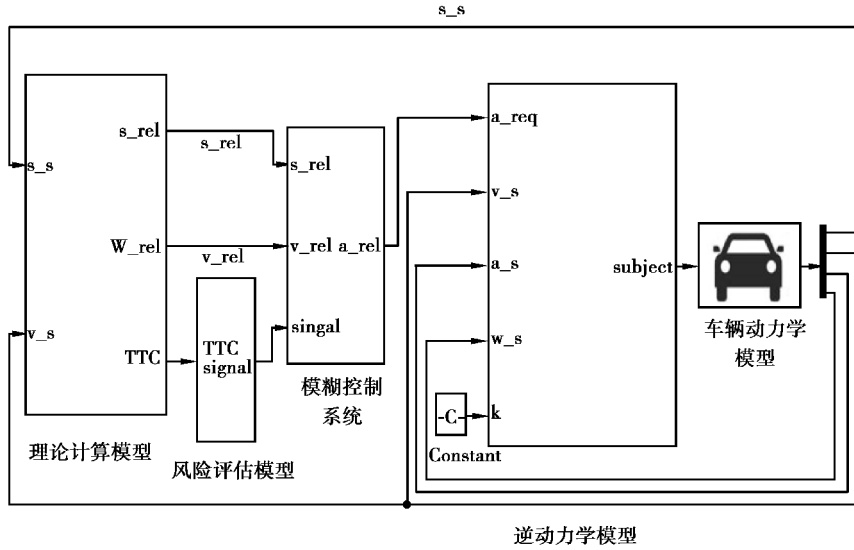 s_s
s_rel
s_rel
s_s
s_rel
W_rel
v_rel
v_rel a_rel
v_s
TTC
TTC
signal
singal
理论计算模型
风险评估模型
模糊控制
系统
a_req
v_s
a_s
subject
w_s
-C-
k
Constant
车辆动力学
模型
逆动力学模型